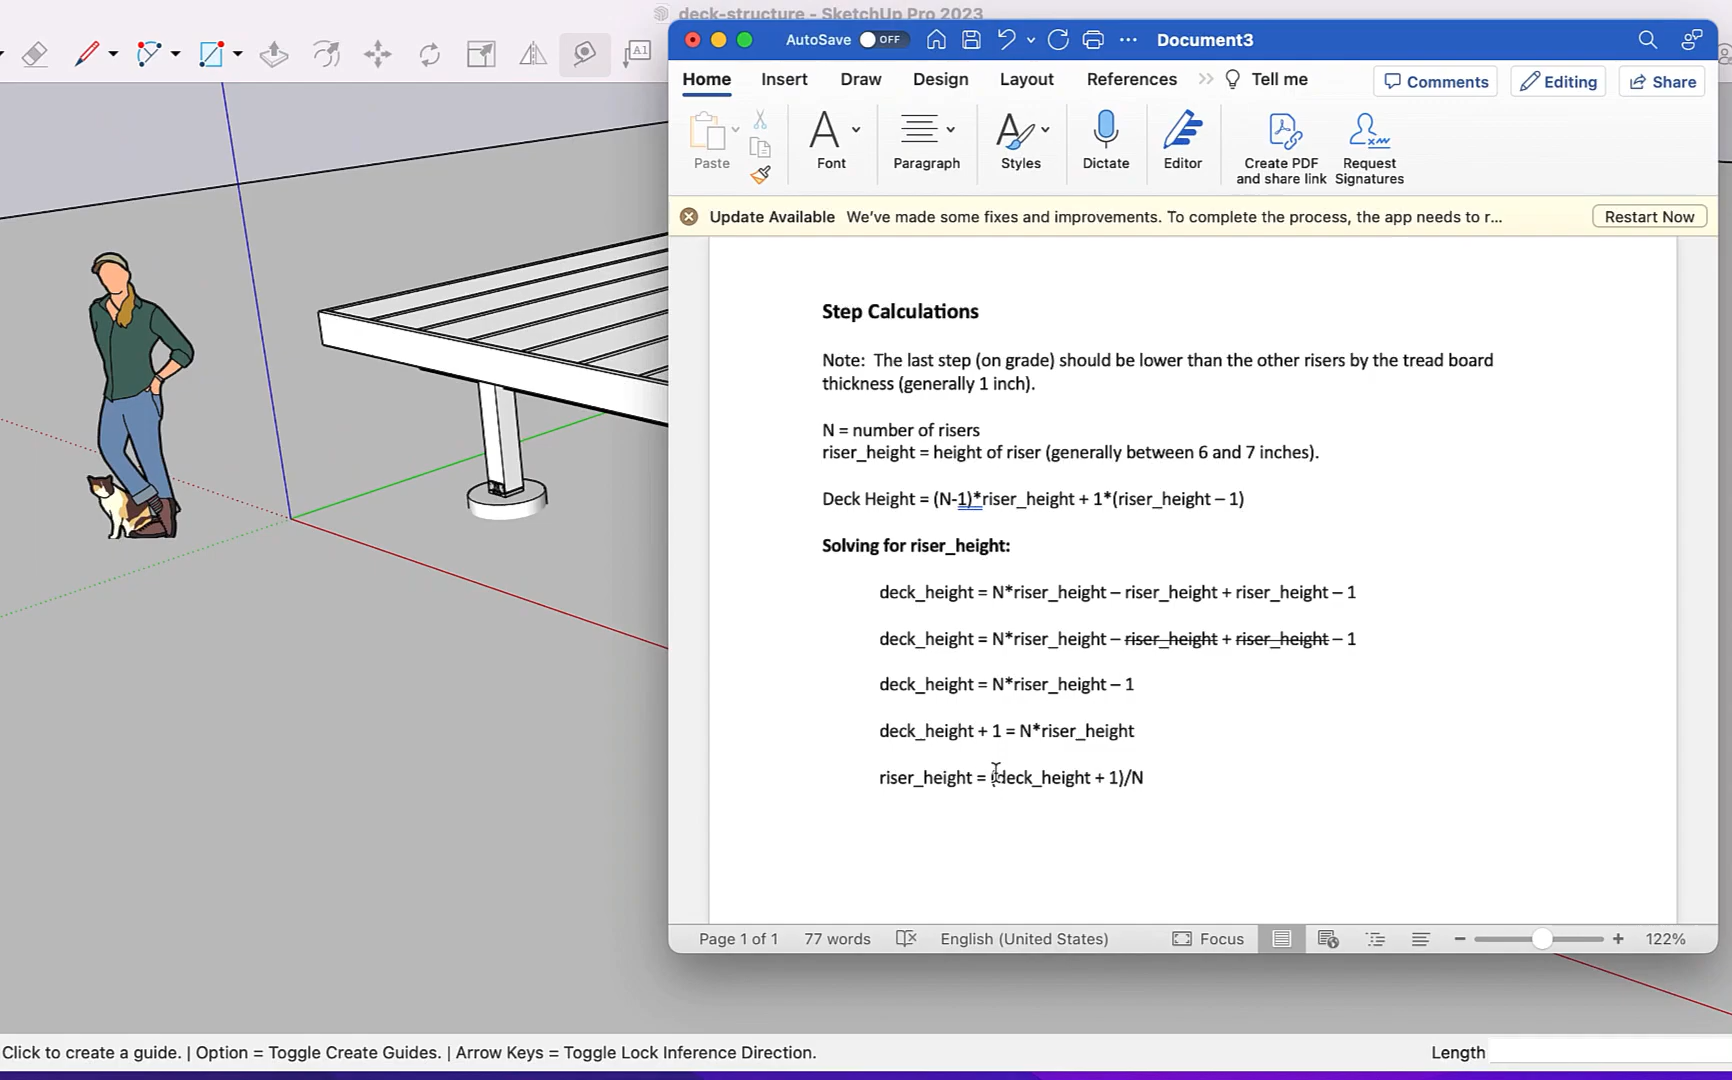 deck-structure - SketchUp Pro 2023
AutoSave OFF Document3
Home Insert Draw Design Layout References Tell me Comments Editing Share
A1
Paste Font Paragraph Styles Dictate Editor Create PDF and share link Request Signatures
Update Available We've made some fixes and improvements. To complete the process, the app needs to r... Restart Now
Step Calculations
Note: The last step (on grade) should be lower than the other risers by the tread board
thickness (generally 1 inch).
N = number of risers
riser_height = height of riser (generally between 6 and 7 inches).
Deck Height = (N-1)*riser_height + 1*(riser_height – 1)
Solving for riser_height:
deck_height = N*riser_height – riser_height + riser_height – 1
deck_height = N*riser_height – riser_height + riser_height – 1
deck_height = N*riser_height – 1
deck_height + 1 = N*riser_height
riser_height = (deck_height + 1)/N
Page 1 of 1 77 words English (United States) Focus 122%
Click to create a guide. | Option = Toggle Create Guides. | Arrow Keys = Toggle Lock Inference Direction. Length